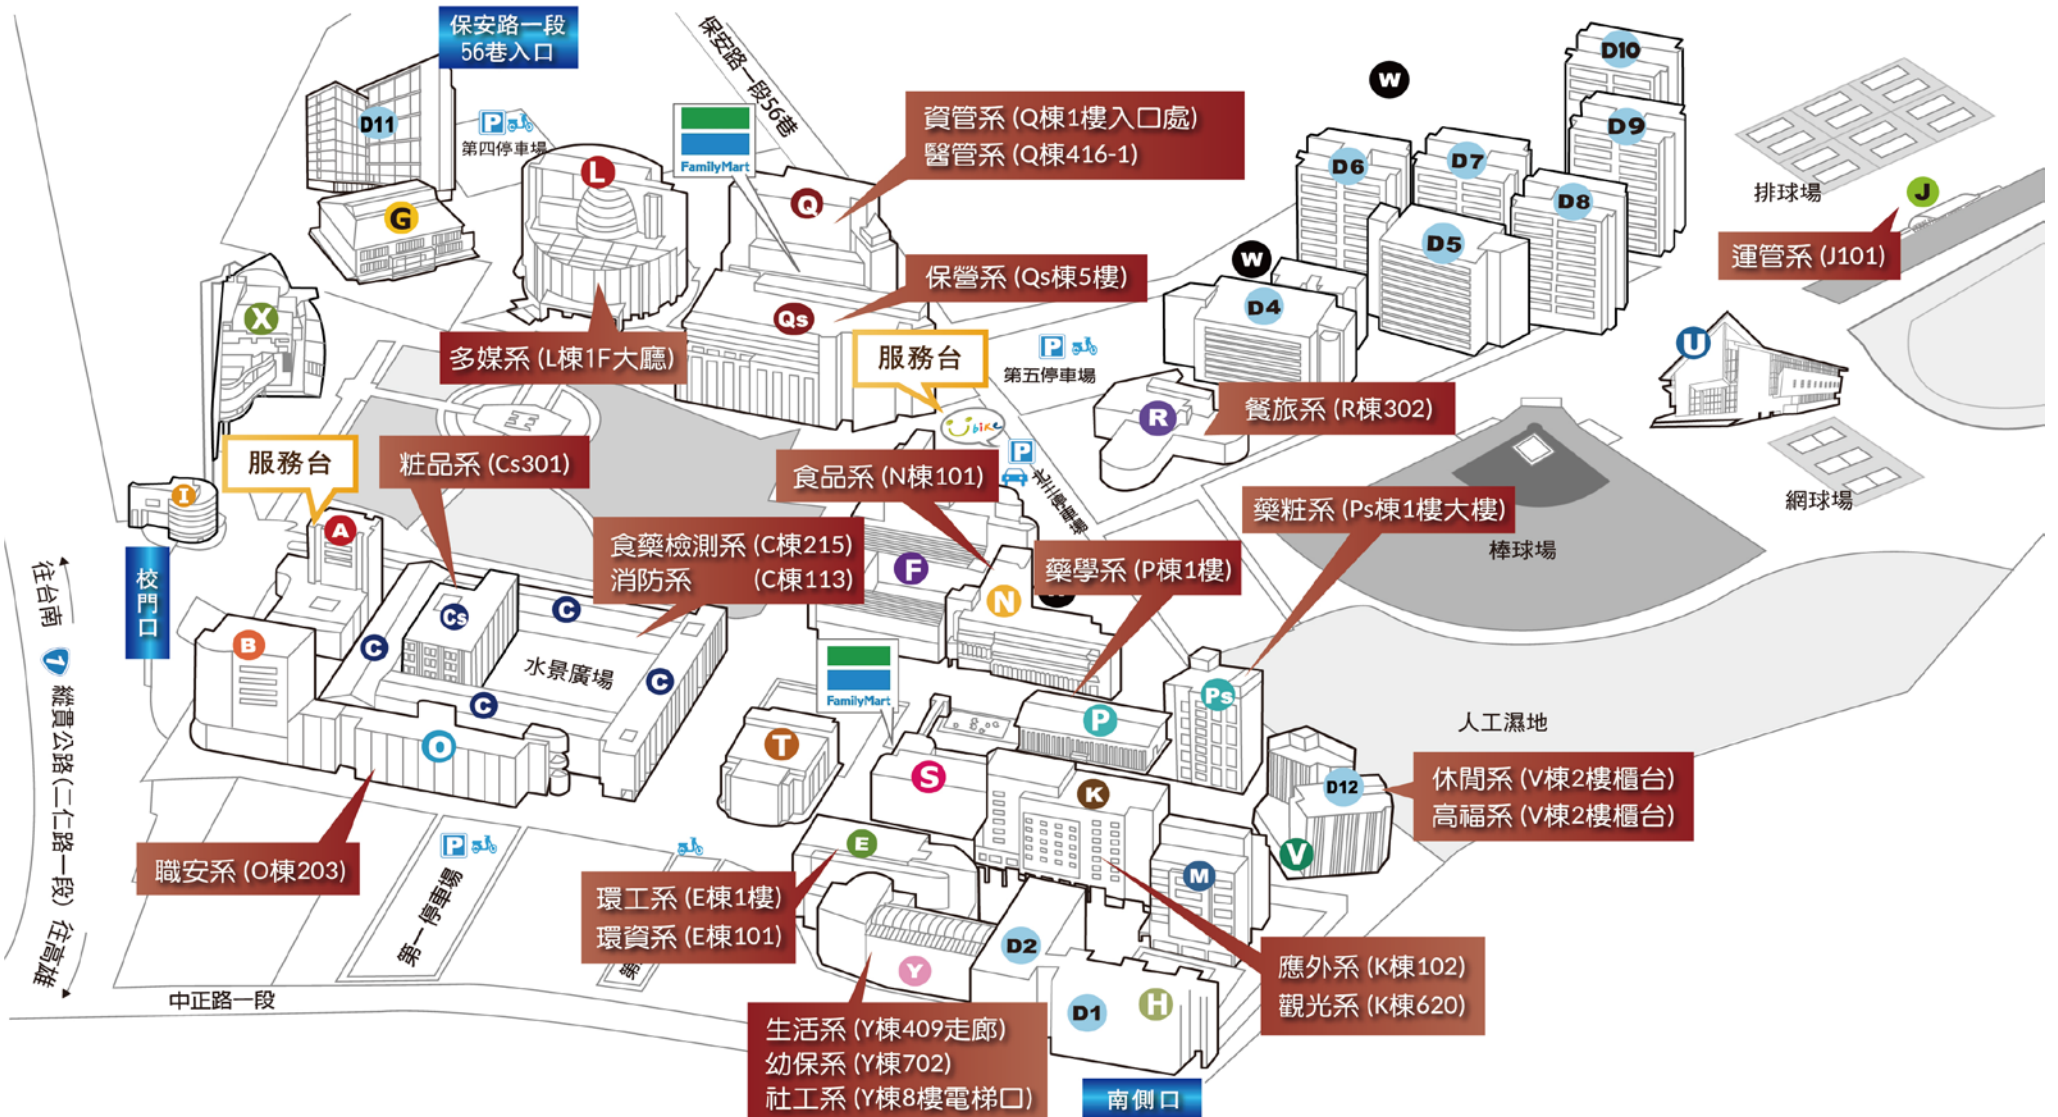 保安路一段
56巷入口
保安路一段56巷
D10
W
D11
P
第四停車場
FamilyMart
資管系 (Q棟1樓入口處)
醫管系 (Q棟416-1)
D9
D6
D7
D8
L
Q
G
排球場
J
運管系 (J101)
D5
W
D4
保營系 (Qs棟5樓)
X
Qs
U
多媒系 (L棟1F大廳)
服務台
P
第五停車場
R
餐旅系 (R棟302)
ubike
P
服務台
粧品系 (Cs301)
食品系 (N棟101)
網球場
I
A
藥粧系 (Ps棟1樓大樓)
棒球場
食藥檢測系 (C棟215)
消防系 (C棟113)
F
藥學系 (P棟1樓)
N
校門口
往台南
1
縱貫公路(二仁路一段)
往高雄
B
C
Cs
C
水景廣場
C
C
FamilyMart
Ps
P
人工濕地
O
T
S
K
D12
休閒系 (V棟2樓櫃台)
高福系 (V棟2樓櫃台)
V
P
第一停車場
職安系 (O棟203)
E
M
環工系 (E棟1樓)
環資系 (E棟101)
第
D2
Y
應外系 (K棟102)
觀光系 (K棟620)
中正路一段
D1
H
生活系 (Y棟409走廊)
幼保系 (Y棟702)
社工系 (Y棟8樓電梯口)
南側口